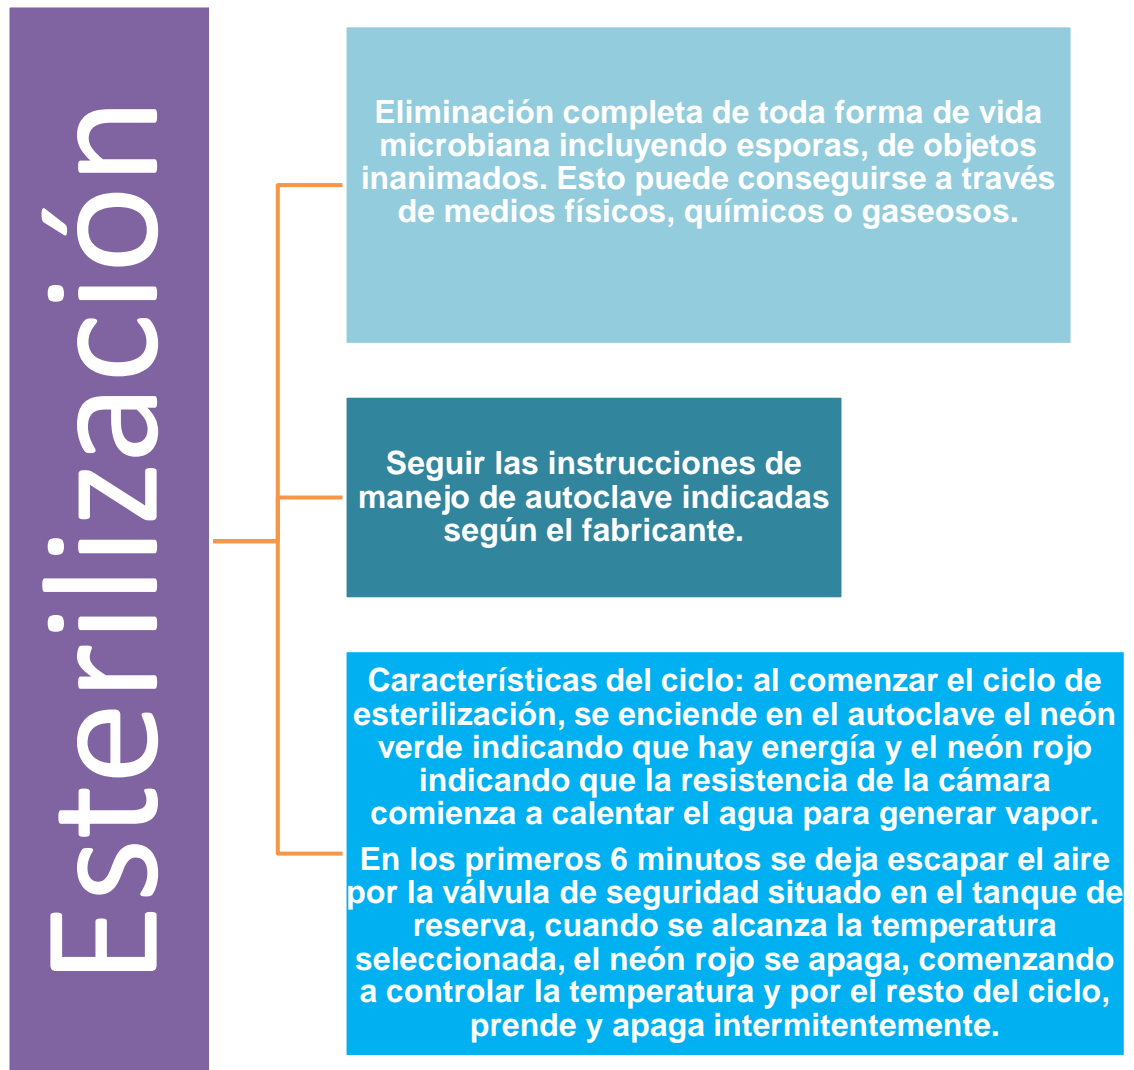 Esterilización
Eliminación completa de toda forma de vida
microbiana incluyendo esporas, de objetos
inanimados. Esto puede conseguirse a través
de medios físicos, químicos o gaseosos.
Seguir las instrucciones de
manejo de autoclave indicadas
según el fabricante.
Características del ciclo: al comenzar el ciclo de
esterilización, se enciende en el autoclave el neón
verde indicando que hay energía y el neón rojo
indicando que la resistencia de la cámara
comienza a calentar el agua para generar vapor.
En los primeros 6 minutos se deja escapar el aire
por la válvula de seguridad situado en el tanque de
reserva, cuando se alcanza la temperatura
seleccionada, el neón rojo se apaga, comenzando
a controlar la temperatura y por el resto del ciclo,
prende y apaga intermitentemente.